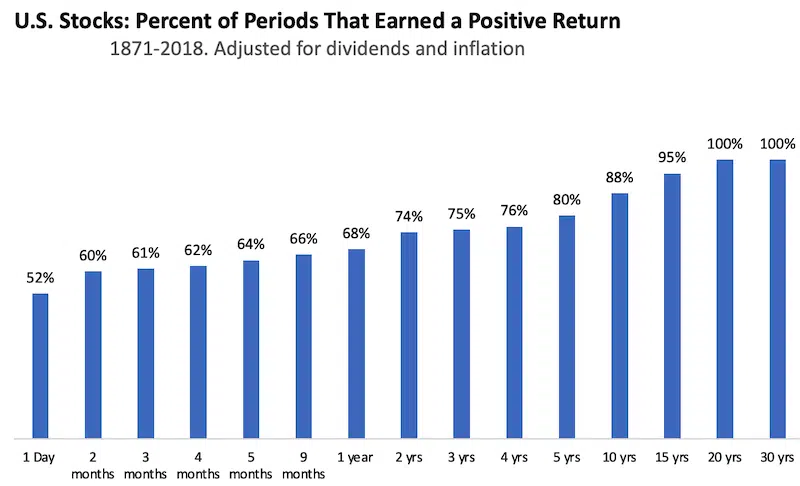 U.S. Stocks: Percent of Periods That Earned a Positive Return
1871-2018. Adjusted for dividends and inflation
52%
60%
61%
62%
64%
66%
68%
74%
75%
76%
80%
88%
95%
100%
100%
1 Day
2 months
3 months
4 months
5 months
9 months
1 year
2 yrs
3 yrs
4 yrs
5 yrs
10 yrs
15 yrs
20 yrs
30 yrs